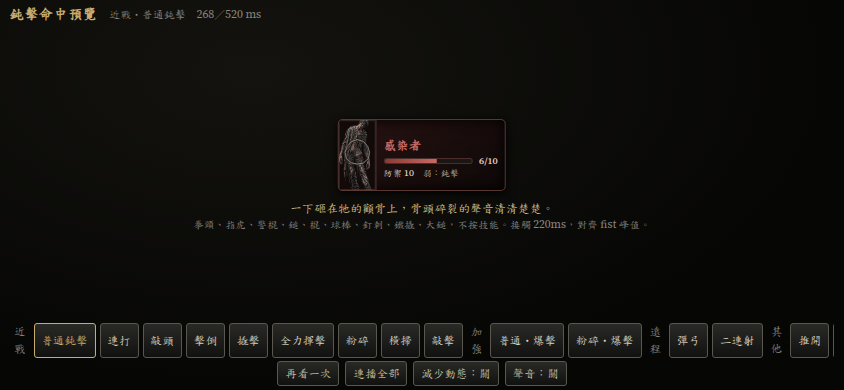 鈍擊命中預覽 近戰・普通鈍擊 268／520 ms
感染者
6/10
防禦 10 弱：鈍擊
一下砸在牠的顴骨上，骨頭碎裂的聲音清清楚楚。
拳頭、指虎、警棍、鎚、棍、球棒、釘刺、鐵撬、大鎚，不按技能。接觸 220ms，對齊 fist 峰值。
近戰 普通鈍擊 連打 敲頭 擊倒 撬擊 全力揮擊 粉碎 橫掃 敲擊 加強 普通・爆擊 粉碎・爆擊 遠程 彈弓 二連射 其他 推開
再看一次 連播全部 減少動態：關 聲音：關